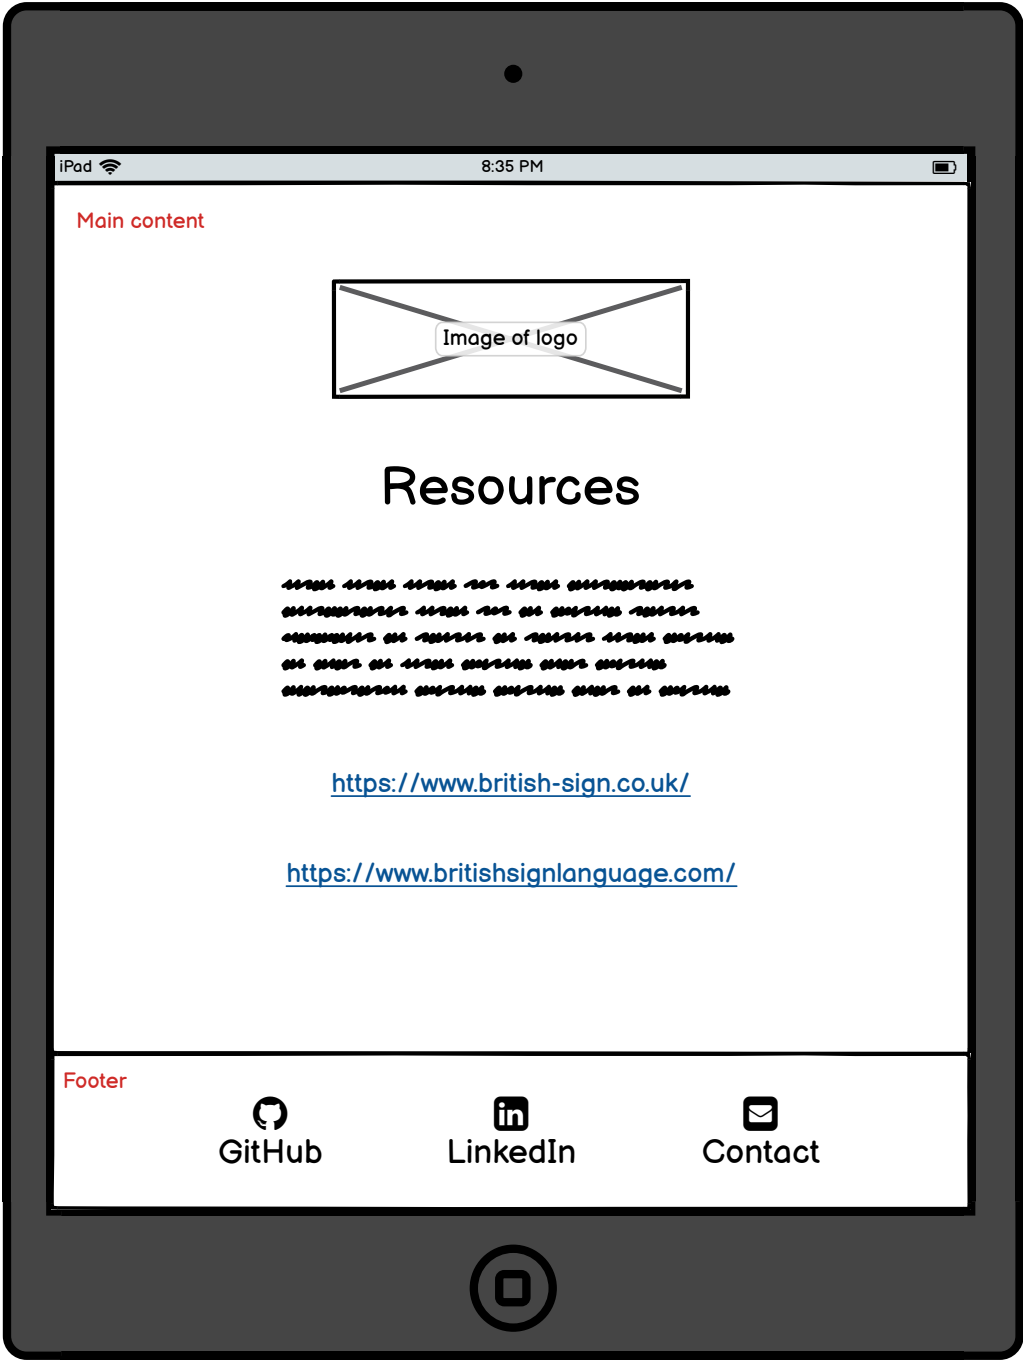 iPad 8:35 PM
Main content
Image of logo
Resources
https://www.british-sign.co.uk/
https://www.britishsignlanguage.com/
Footer
GitHub LinkedIn Contact